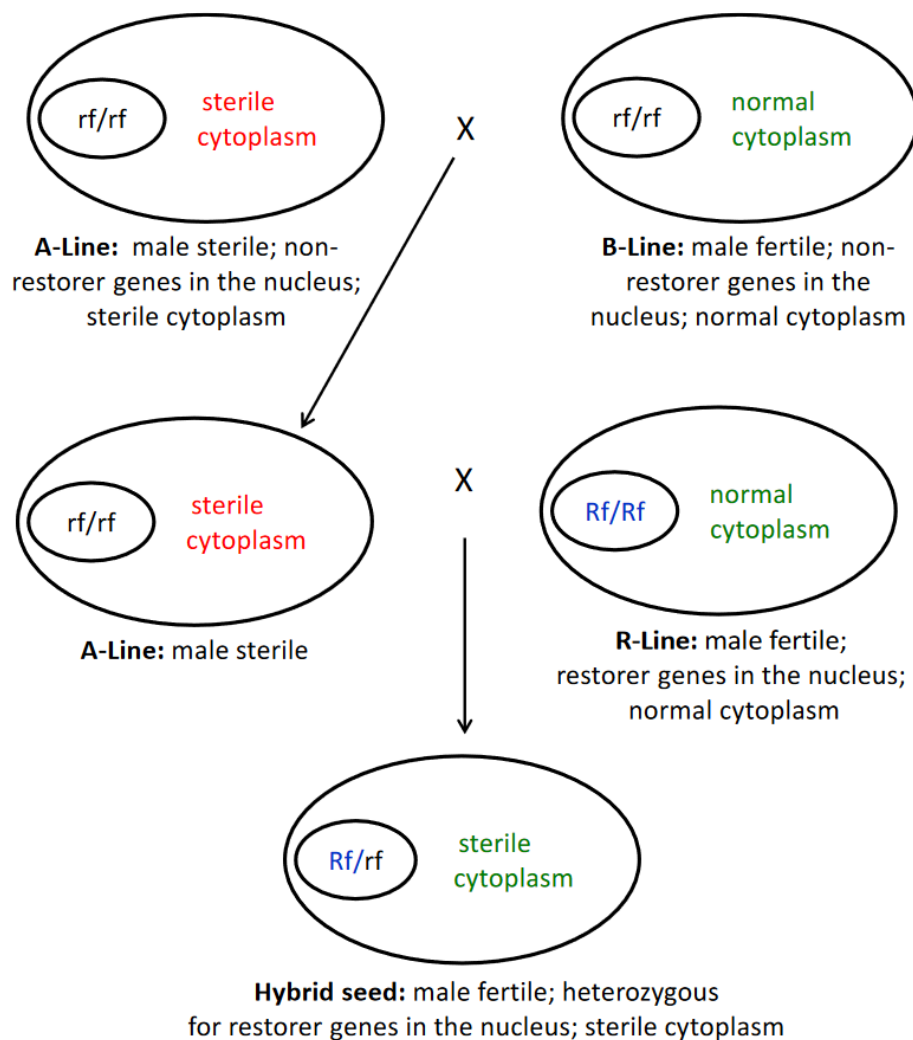 rf/rf
sterile
cytoplasm
X
rf/rf
normal
cytoplasm
A-Line: male sterile; non-
restorer genes in the nucleus;
sterile cytoplasm
B-Line: male fertile; non-
restorer genes in the
nucleus; normal cytoplasm
rf/rf
sterile
cytoplasm
X
Rf/Rf
normal
cytoplasm
A-Line: male sterile
R-Line: male fertile;
restorer genes in the nucleus;
normal cytoplasm
Rf/rf
sterile
cytoplasm
Hybrid seed: male fertile; heterozygous
for restorer genes in the nucleus; sterile cytoplasm